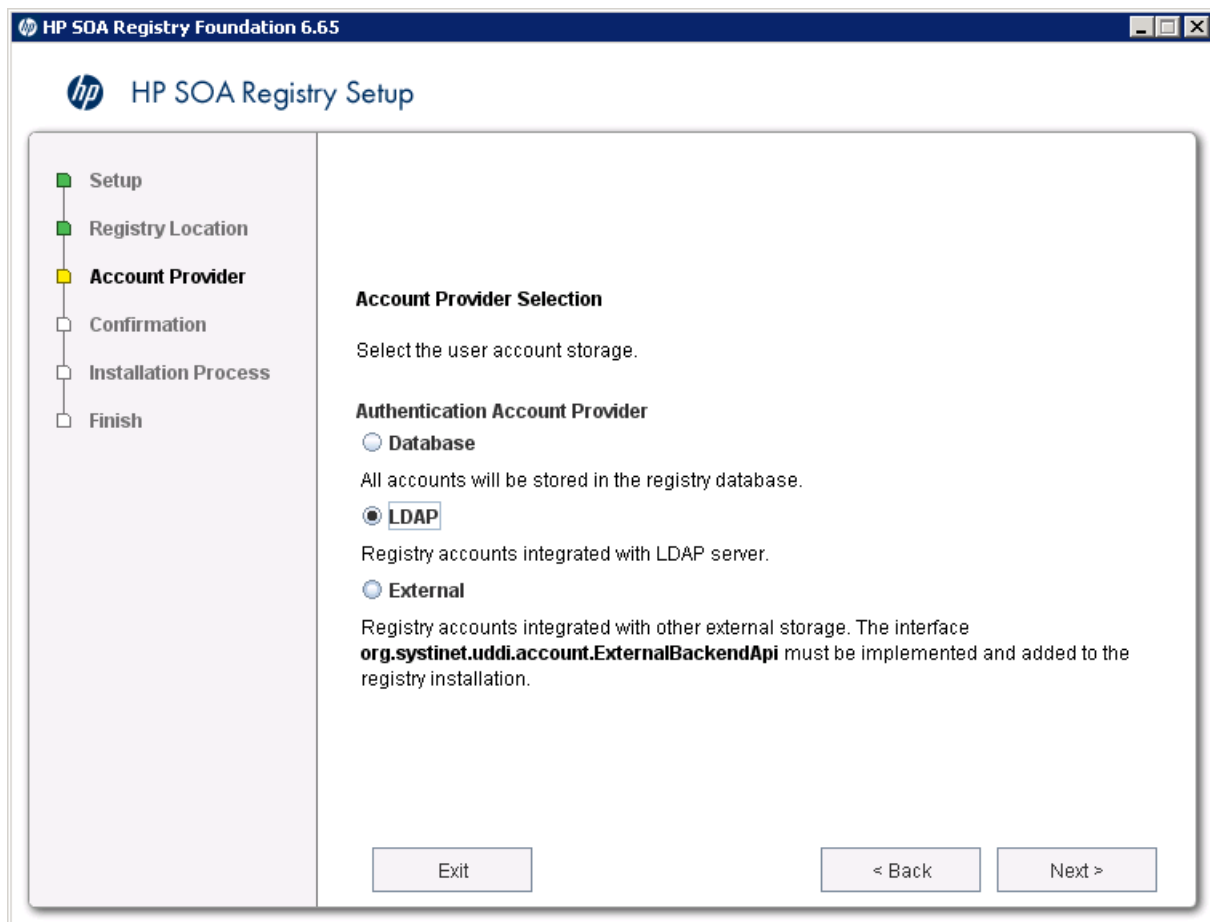 HP SOA Registry Foundation 6.65
hp HP SOA Registry Setup
Setup
Registry Location
Account Provider
Confirmation
Installation Process
Finish
Account Provider Selection
Select the user account storage.
Authentication Account Provider
Database
All accounts will be stored in the registry database.
LDAP
Registry accounts integrated with LDAP server.
External
Registry accounts integrated with other external storage. The interface
org.systinet.uddi.account.ExternalBackendApi must be implemented and added to the
registry installation.
Exit
< Back
Next >